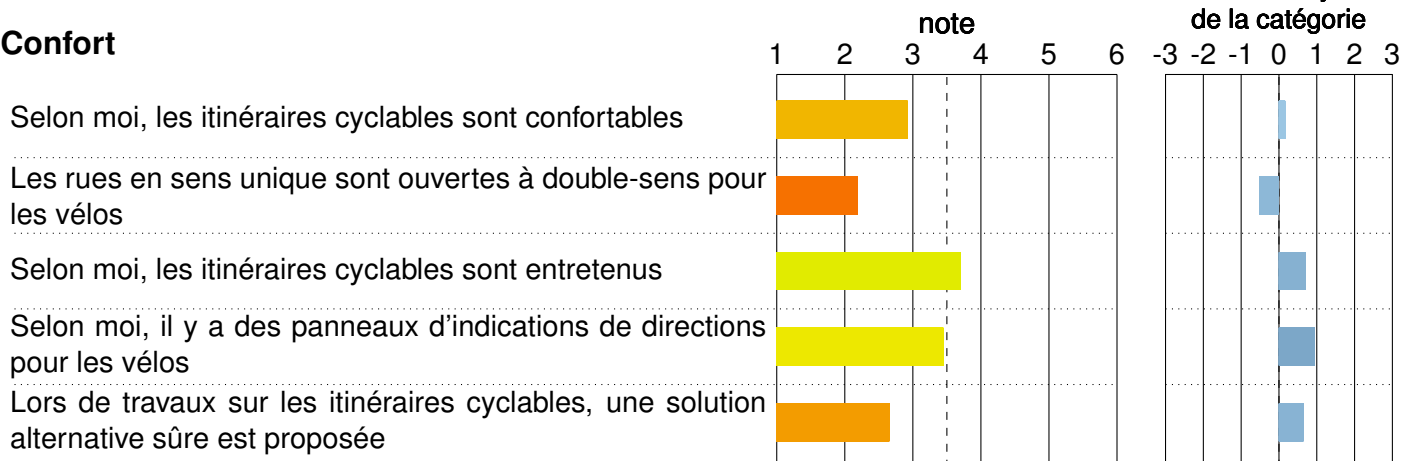 note
de la catégorie
Confort
1 2 3 4 5 6
-3 -2 -1 0 1 2 3
Selon moi, les itinéraires cyclables sont confortables
Les rues en sens unique sont ouvertes à double-sens pour
les vélos
Selon moi, les itinéraires cyclables sont entretenus
Selon moi, il y a des panneaux d'indications de directions
pour les vélos
Lors de travaux sur les itinéraires cyclables, une solution
alternative sûre est proposée